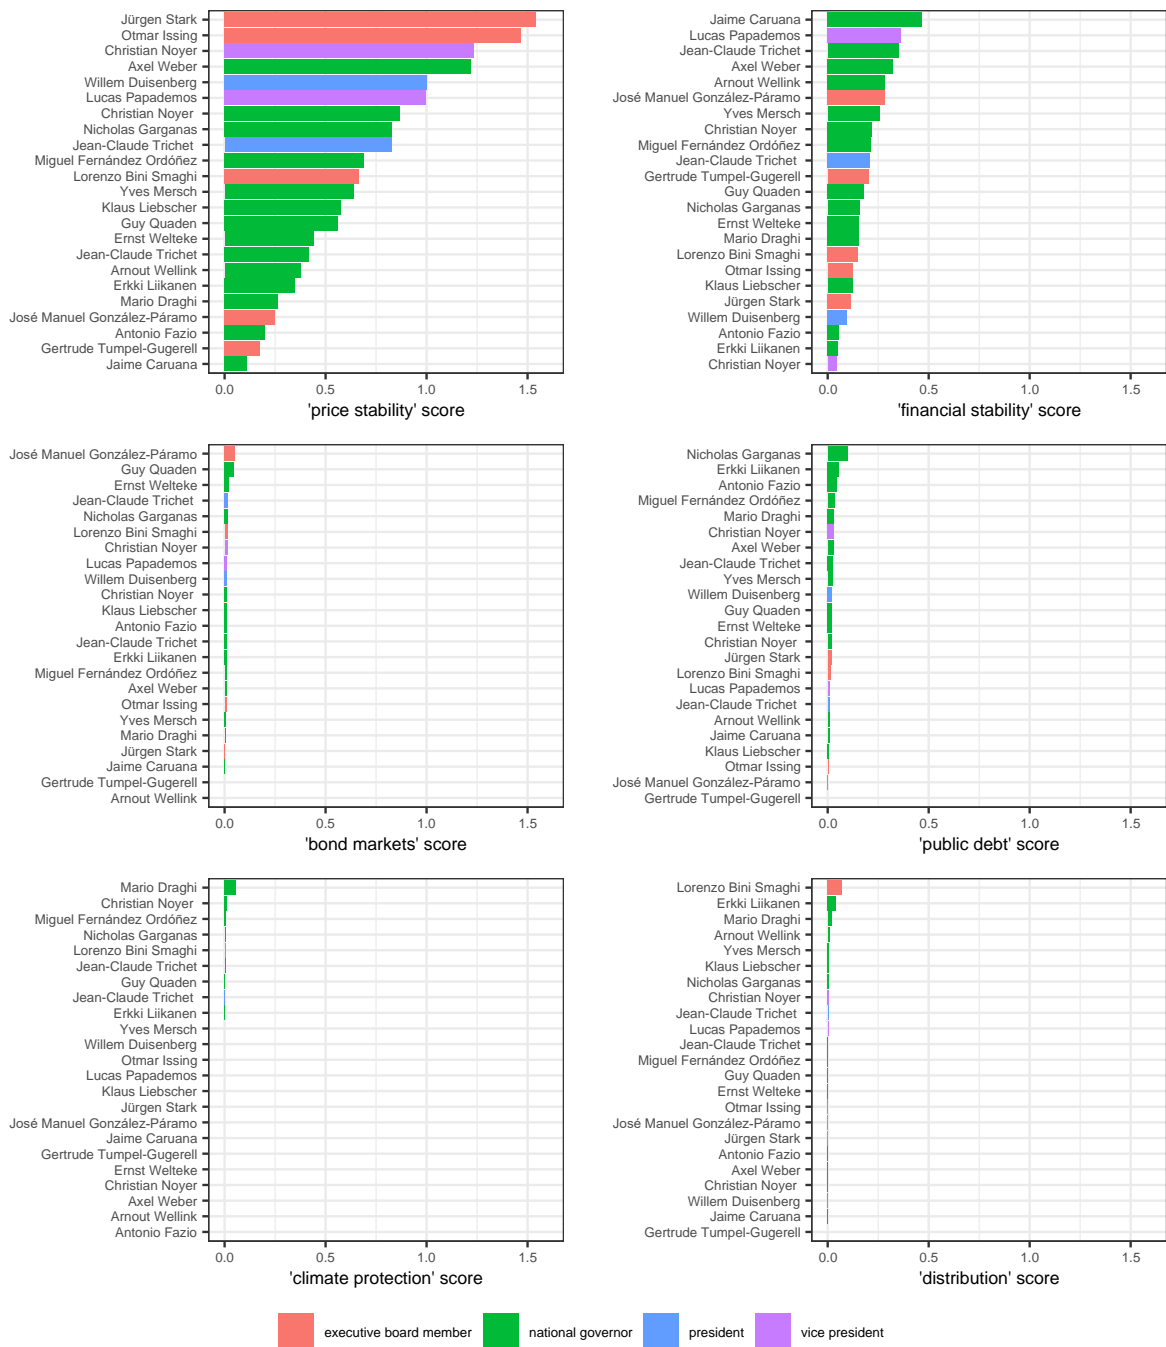 Jürgen Stark
Otmar Issing
Christian Noyer
Axel Weber
Willem Duisenberg
Lucas Papademos
Christian Noyer
Nicholas Garganas
Jean-Claude Trichet
Miguel Fernández Ordóñez
Lorenzo Bini Smaghi
Yves Mersch
Klaus Liebscher
Guy Quaden
Ernst Welteke
Jean-Claude Trichet
Arnout Wellink
Erkki Liikanen
Mario Draghi
José Manuel González-Páramo
Antonio Fazio
Gertrude Tumpel-Gugerell
Jaime Caruana
0.0 0.5 1.0 1.5
'price stability' score
Jaime Caruana
Lucas Papademos
Jean-Claude Trichet
Axel Weber
Arnout Wellink
José Manuel González-Páramo
Yves Mersch
Christian Noyer
Miguel Fernández Ordóñez
Jean-Claude Trichet
Gertrude Tumpel-Gugerell
Guy Quaden
Nicholas Garganas
Ernst Welteke
Mario Draghi
Lorenzo Bini Smaghi
Otmar Issing
Klaus Liebscher
Jürgen Stark
Willem Duisenberg
Antonio Fazio
Erkki Liikanen
Christian Noyer
0.0 0.5 1.0 1.5
'financial stability' score
José Manuel González-Páramo
Guy Quaden
Ernst Welteke
Jean-Claude Trichet
Nicholas Garganas
Lorenzo Bini Smaghi
Christian Noyer
Lucas Papademos
Willem Duisenberg
Christian Noyer
Klaus Liebscher
Antonio Fazio
Jean-Claude Trichet
Erkki Liikanen
Miguel Fernández Ordóñez
Axel Weber
Otmar Issing
Yves Mersch
Mario Draghi
Jürgen Stark
Jaime Caruana
Gertrude Tumpel-Gugerell
Arnout Wellink
0.0 0.5 1.0 1.5
'bond markets' score
Nicholas Garganas
Erkki Liikanen
Antonio Fazio
Miguel Fernández Ordóñez
Mario Draghi
Christian Noyer
Axel Weber
Jean-Claude Trichet
Yves Mersch
Willem Duisenberg
Guy Quaden
Ernst Welteke
Christian Noyer
Jürgen Stark
Lorenzo Bini Smaghi
Lucas Papademos
Jean-Claude Trichet
Arnout Wellink
Jaime Caruana
Klaus Liebscher
Otmar Issing
José Manuel González-Páramo
Gertrude Tumpel-Gugerell
0.0 0.5 1.0 1.5
'public debt' score
Mario Draghi
Christian Noyer
Miguel Fernández Ordóñez
Nicholas Garganas
Lorenzo Bini Smaghi
Jean-Claude Trichet
Guy Quaden
Jean-Claude Trichet
Erkki Liikanen
Yves Mersch
Willem Duisenberg
Otmar Issing
Lucas Papademos
Klaus Liebscher
Jürgen Stark
José Manuel González-Páramo
Jaime Caruana
Gertrude Tumpel-Gugerell
Ernst Welteke
Christian Noyer
Axel Weber
Arnout Wellink
Antonio Fazio
0.0 0.5 1.0 1.5
'climate protection' score
Lorenzo Bini Smaghi
Erkki Liikanen
Mario Draghi
Arnout Wellink
Yves Mersch
Klaus Liebscher
Nicholas Garganas
Christian Noyer
Jean-Claude Trichet
Lucas Papademos
Jean-Claude Trichet
Miguel Fernández Ordóñez
Guy Quaden
Ernst Welteke
Otmar Issing
José Manuel González-Páramo
Jürgen Stark
Antonio Fazio
Axel Weber
Christian Noyer
Willem Duisenberg
Jaime Caruana
Gertrude Tumpel-Gugerell
0.0 0.5 1.0 1.5
'distribution' score
executive board member national governor president vice president